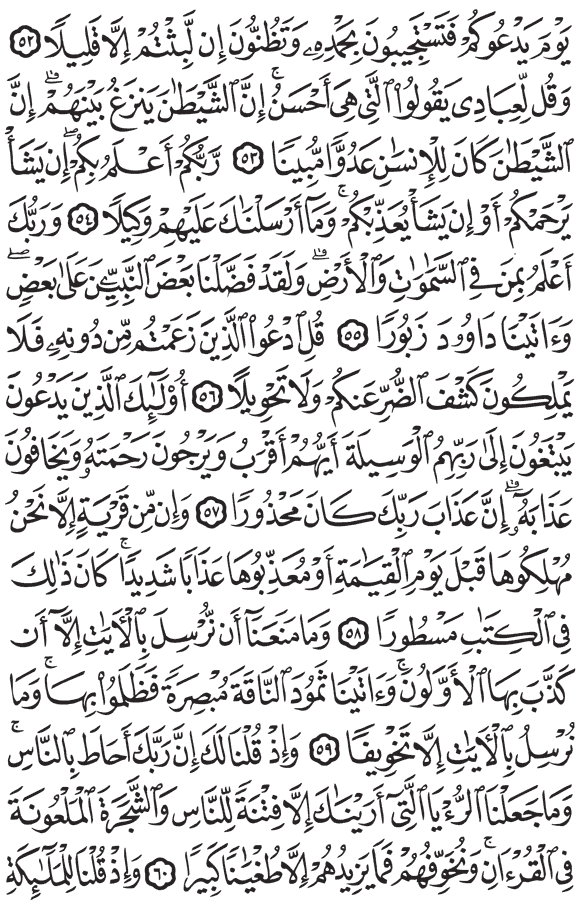 يَوْمَ يَدْعُوكُمْ فَتَسْتَجِيبُونَ بِحَمْدِهِۦ وَتَظُنُّونَ إِن لَّبِثْتُمْ إِلَّا قَلِيلًا ٥٢
وَقُل لِّعِبَادِى يَقُولُوا۟ ٱلَّتِى هِىَ أَحْسَنُ ۚ إِنَّ ٱلشَّيْطَٰنَ يَنزَغُ بَيْنَهُمْ ۚ إِنَّ
ٱلشَّيْطَٰنَ كَانَ لِلْإِنسَٰنِ عَدُوًّا مُّبِينًا ٥٣ رَّبُّكُمْ أَعْلَمُ بِكُمْ ۖ إِن يَشَأْ
يَرْحَمْكُمْ أَوْ إِن يَشَأْ يُعَذِّبْكُمْ ۚ وَمَآ أَرْسَلْنَٰكَ عَلَيْهِمْ وَكِيلًا ٥٤ وَرَبُّكَ
أَعْلَمُ بِمَن فِى ٱلسَّمَٰوَٰتِ وَٱلْأَرْضِ ۗ وَلَقَدْ فَضَّلْنَا بَعْضَ ٱلنَّبِيِّۦنَ عَلَىٰ بَعْضٍ ۖ
وَءَاتَيْنَا دَاوُۥدَ زَبُورًا ٥٥ قُلِ ٱدْعُوا۟ ٱلَّذِينَ زَعَمْتُم مِّن دُونِهِۦ فَلَا
يَمْلِكُونَ كَشْفَ ٱلضُّرِّ عَنكُمْ وَلَا تَحْوِيلًا ٥٦ أُو۟لَٰٓئِكَ ٱلَّذِينَ يَدْعُونَ
يَبْتَغُونَ إِلَىٰ رَبِّهِمُ ٱلْوَسِيلَةَ أَيُّهُمْ أَقْرَبُ وَيَرْجُونَ رَحْمَتَهُۥ وَيَخَافُونَ
عَذَابَهُۥٓ ۚ إِنَّ عَذَابَ رَبِّكَ كَانَ مَحْذُورًا ٥٧ وَإِن مِّن قَرْيَةٍ إِلَّا نَحْنُ
مُهْلِكُوهَا قَبْلَ يَوْمِ ٱلْقِيَٰمَةِ أَوْ مُعَذِّبُوهَا عَذَابًا شَدِيدًا ۚ كَانَ ذَٰلِكَ
فِى ٱلْكِتَٰبِ مَسْطُورًا ٥٨ وَمَا مَنَعَنَآ أَن نُّرْسِلَ بِٱلْءَايَٰتِ إِلَّآ أَن
كَذَّبَ بِهَا ٱلْأَوَّلُونَ ۚ وَءَاتَيْنَا ثَمُودَ ٱلنَّاقَةَ مُبْصِرَةً فَظَلَمُوا۟ بِهَا ۚ وَمَا
نُرْسِلُ بِٱلْءَايَٰتِ إِلَّا تَخْوِيفًا ٥٩ وَإِذْ قُلْنَا لَكَ إِنَّ رَبَّكَ أَحَاطَ بِٱلنَّاسِ ۚ
وَمَا جَعَلْنَا ٱلرُّءْيَا ٱلَّتِىٓ أَرَيْنَٰكَ إِلَّا فِتْنَةً لِّلنَّاسِ وَٱلشَّجَرَةَ ٱلْمَلْعُونَةَ
فِى ٱلْقُرْءَانِ ۚ وَنُخَوِّفُهُمْ فَمَا يَزِيدُهُمْ إِلَّا طُغْيَٰنًا كَبِيرًا ٦٠ وَإِذْ قُلْنَا لِلْمَلَٰٓئِكَةِ